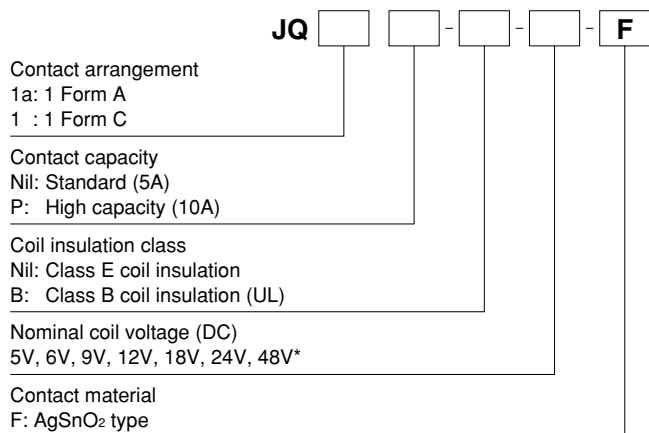 JQ - - - F
Contact arrangement
1a: 1 Form A
1 : 1 Form C
Contact capacity
Nil: Standard (5A)
P: High capacity (10A)
Coil insulation class
Nil: Class E coil insulation
B: Class B coil insulation (UL)
Nominal coil voltage (DC)
5V, 6V, 9V, 12V, 18V, 24V, 48V*
Contact material
F: AgSnO₂ type